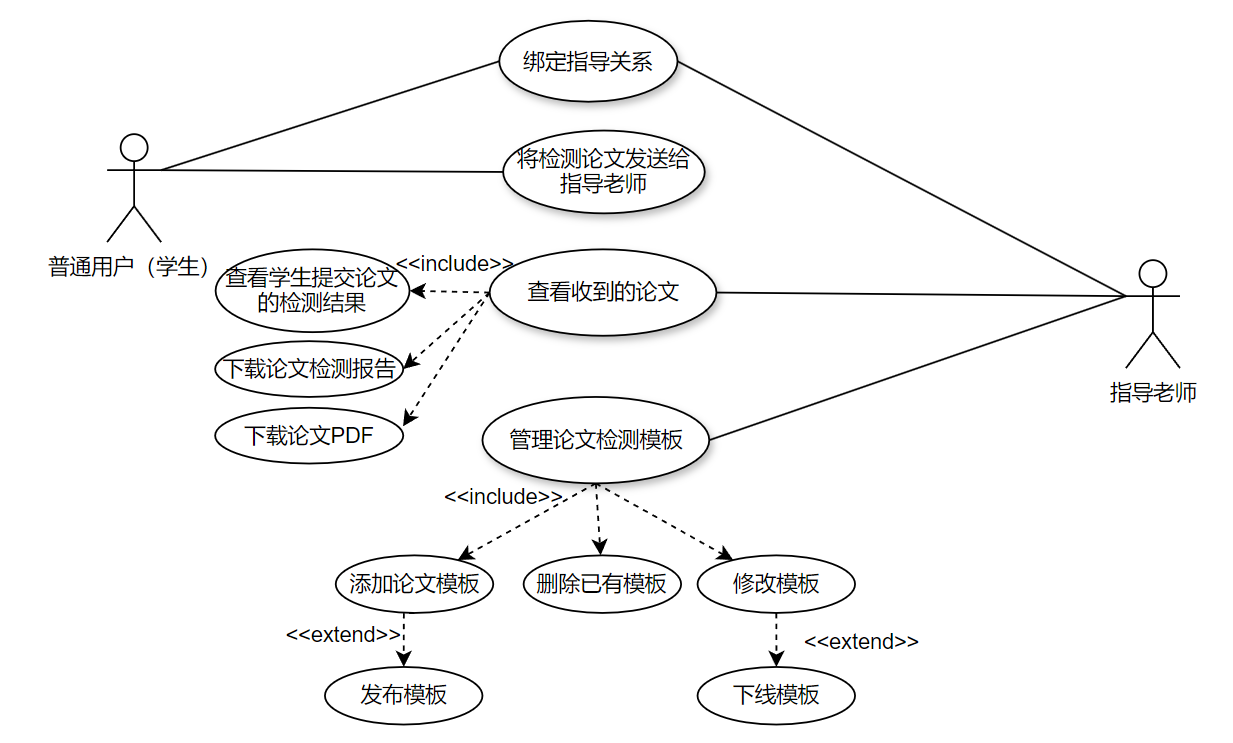 绑定指导关系
将检测论文发送给
指导老师
普通用户（学生）
<<include>>
查看学生提交论文
的检测结果
查看收到的论文
下载论文检测报告
指导老师
下载论文PDF
管理论文检测模板
<<include>>
添加论文模板
删除已有模板
修改模板
<<extend>>
<<extend>>
发布模板
下线模板